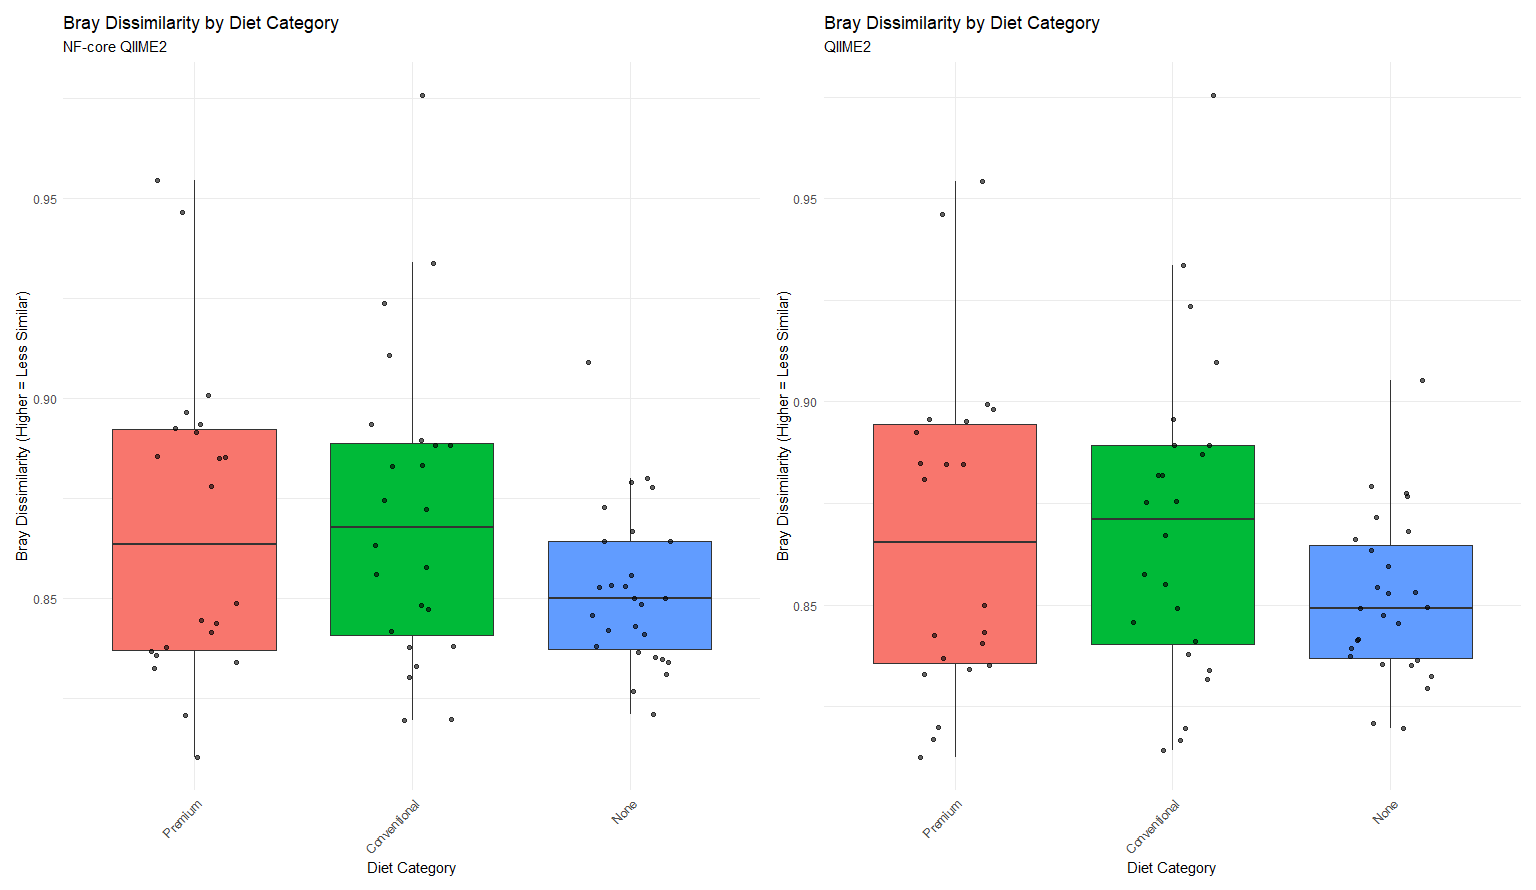 Bray Dissimilarity by Diet Category
NF-core QIIME2
Bray Dissimilarity (Higher = Less Similar)
0.95
0.90
0.85
Premium
Conventional
None
Diet Category
Bray Dissimilarity by Diet Category
QIIME2
Bray Dissimilarity (Higher = Less Similar)
0.95
0.90
0.85
Premium
Conventional
None
Diet Category